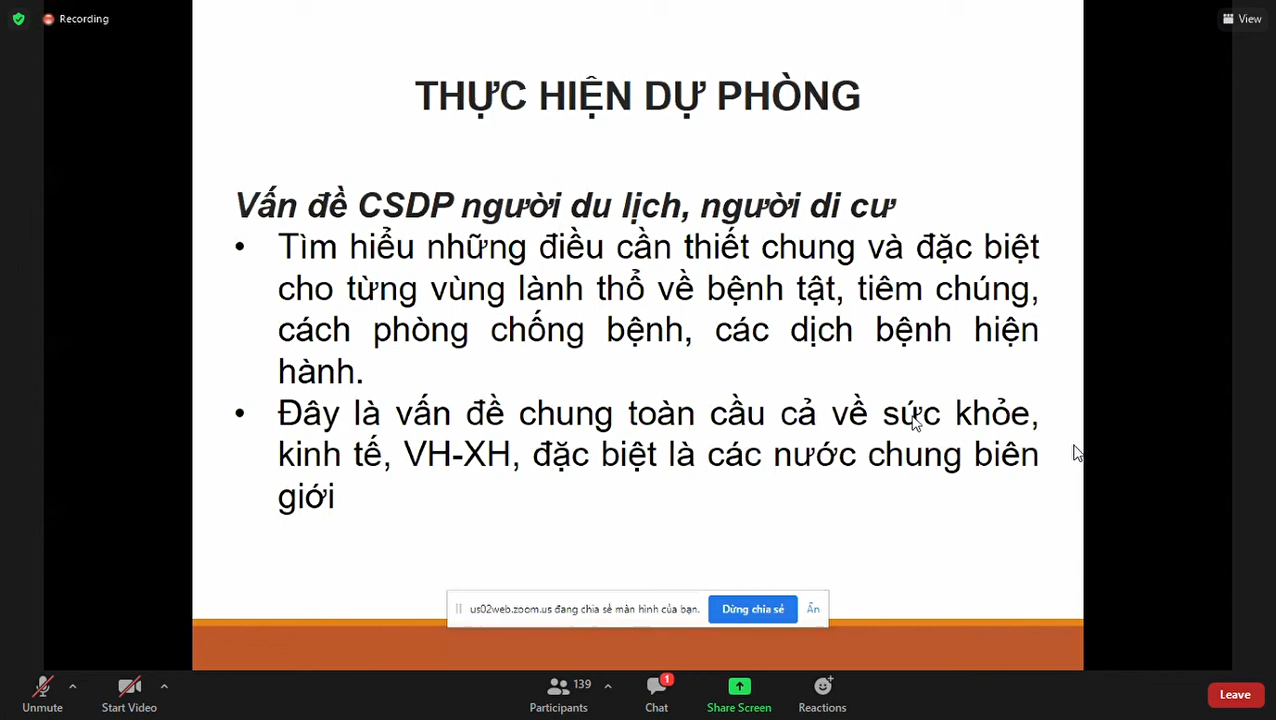 Recording
View
THỰC HIỆN DỰ PHÒNG
Vấn đề CSDP người du lịch, người di cư
• Tìm hiểu những điều cần thiết chung và đặc biệt
cho từng vùng lành thổ về bệnh tật, tiêm chúng,
cách phòng chống bệnh, các dịch bệnh hiện
hành.
• Đây là vấn đề chung toàn cầu cả về sức khỏe,
kinh tế, VH-XH, đặc biệt là các nước chung biên
giới
us02web.zoom.us đang chia sẻ màn hình của bạn.
Dừng chia sẻ
Ẩn
Unmute
Start Video
139
Participants
1
Chat
Share Screen
Reactions
Leave